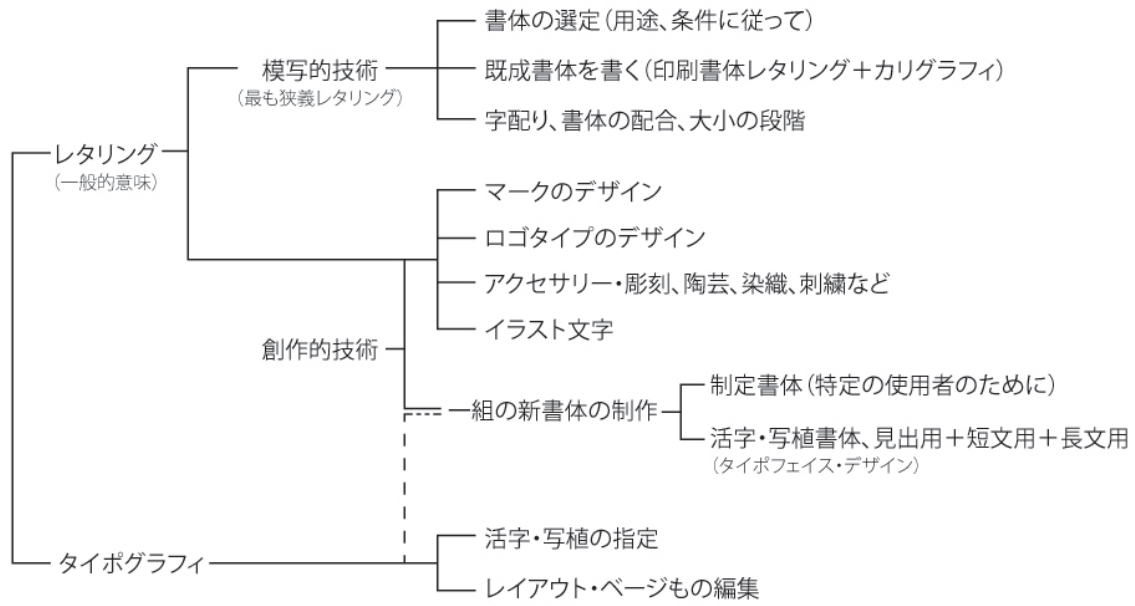 書体の選定(用途、条件に従って)
模写的技術
(最も狭義レタリング)
既成書体を書く(印刷書体レタリング+カリグラフィ)
字配り、書体の配合、大小の段階
レタリング
(一般的意味)
マークのデザイン
ロゴタイプのデザイン
アクセサリー・彫刻、陶芸、染織、刺繍など
イラスト文字
創作的技術
一組の新書体の制作
制定書体(特定の使用者のために)
活字・写植書体、見出用+短文用+長文用
(タイポフェイス・デザイン)
タイポグラフィ
活字・写植の指定
レイアウト・ページもの編集